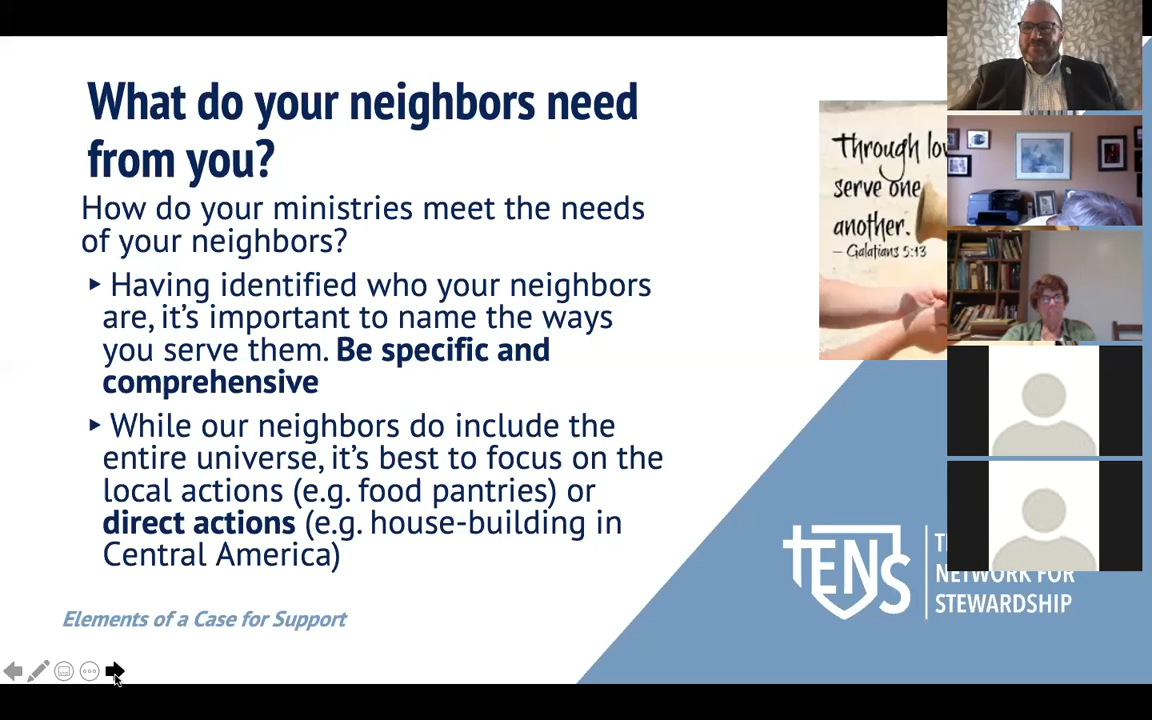 What do your neighbors need
from you?
How do your ministries meet the needs
of your neighbors?
Having identified who your neighbors
are, it’s important to name the ways
you serve them. Be specific and
comprehensive
While our neighbors do include the
entire universe, it’s best to focus on the
local actions (e.g. food pantries) or
direct actions (e.g. house-building in
Central America)
Elements of a Case for Support
Through
serve one
another.
— Galatians 5:13
tENS
NETWORK FOR
STEWARDSHIP